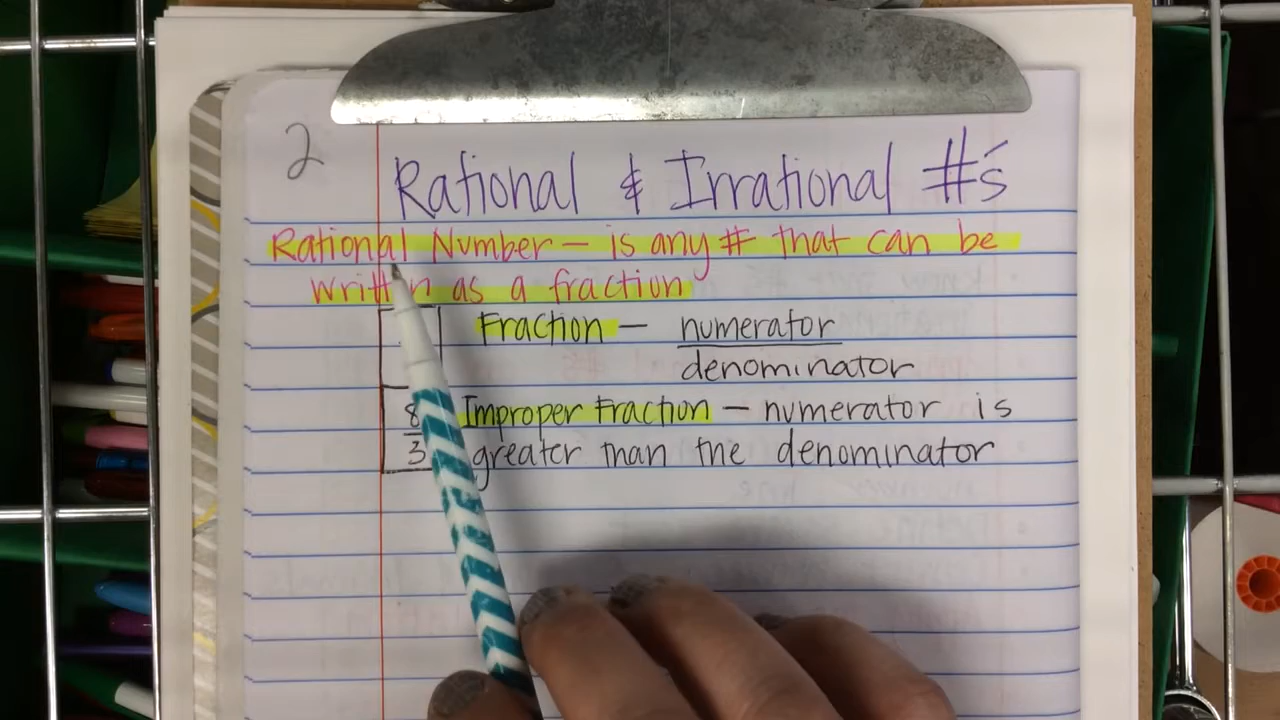 2
Rational & Irrational #'s
Rational Number – is any # that can be
written as a fraction
Fraction – numerator
denominator
8 Improper Fraction – numerator is
3 greater than the denominator